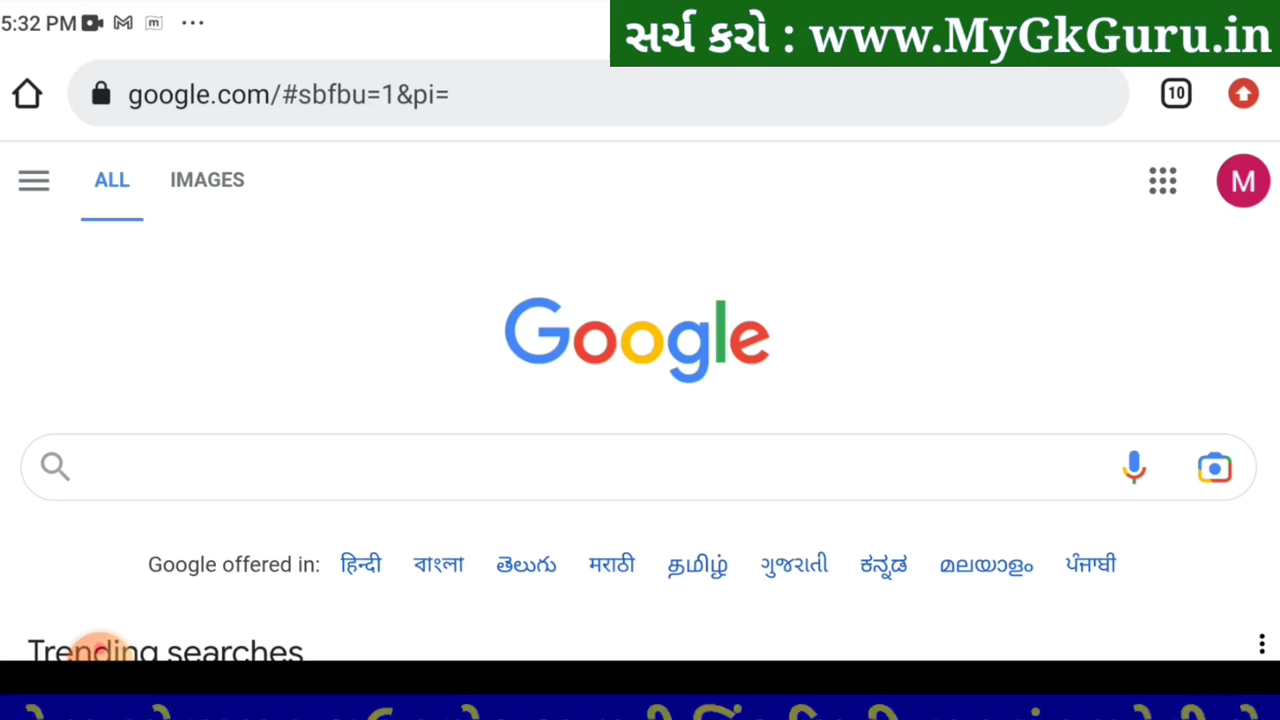 5:32 PM
સર્ચ કરો : www.MyGkGuru.in
google.com/#sbfbu=1&pi=
10
ALL IMAGES
M
Google
Google offered in: हिन्दी বাংলা తెలుగు मराठी தமிழ் ગુજરાતી ಕನ್ನಡ മലയാളം ਪੰਜਾਬੀ
Trending searches